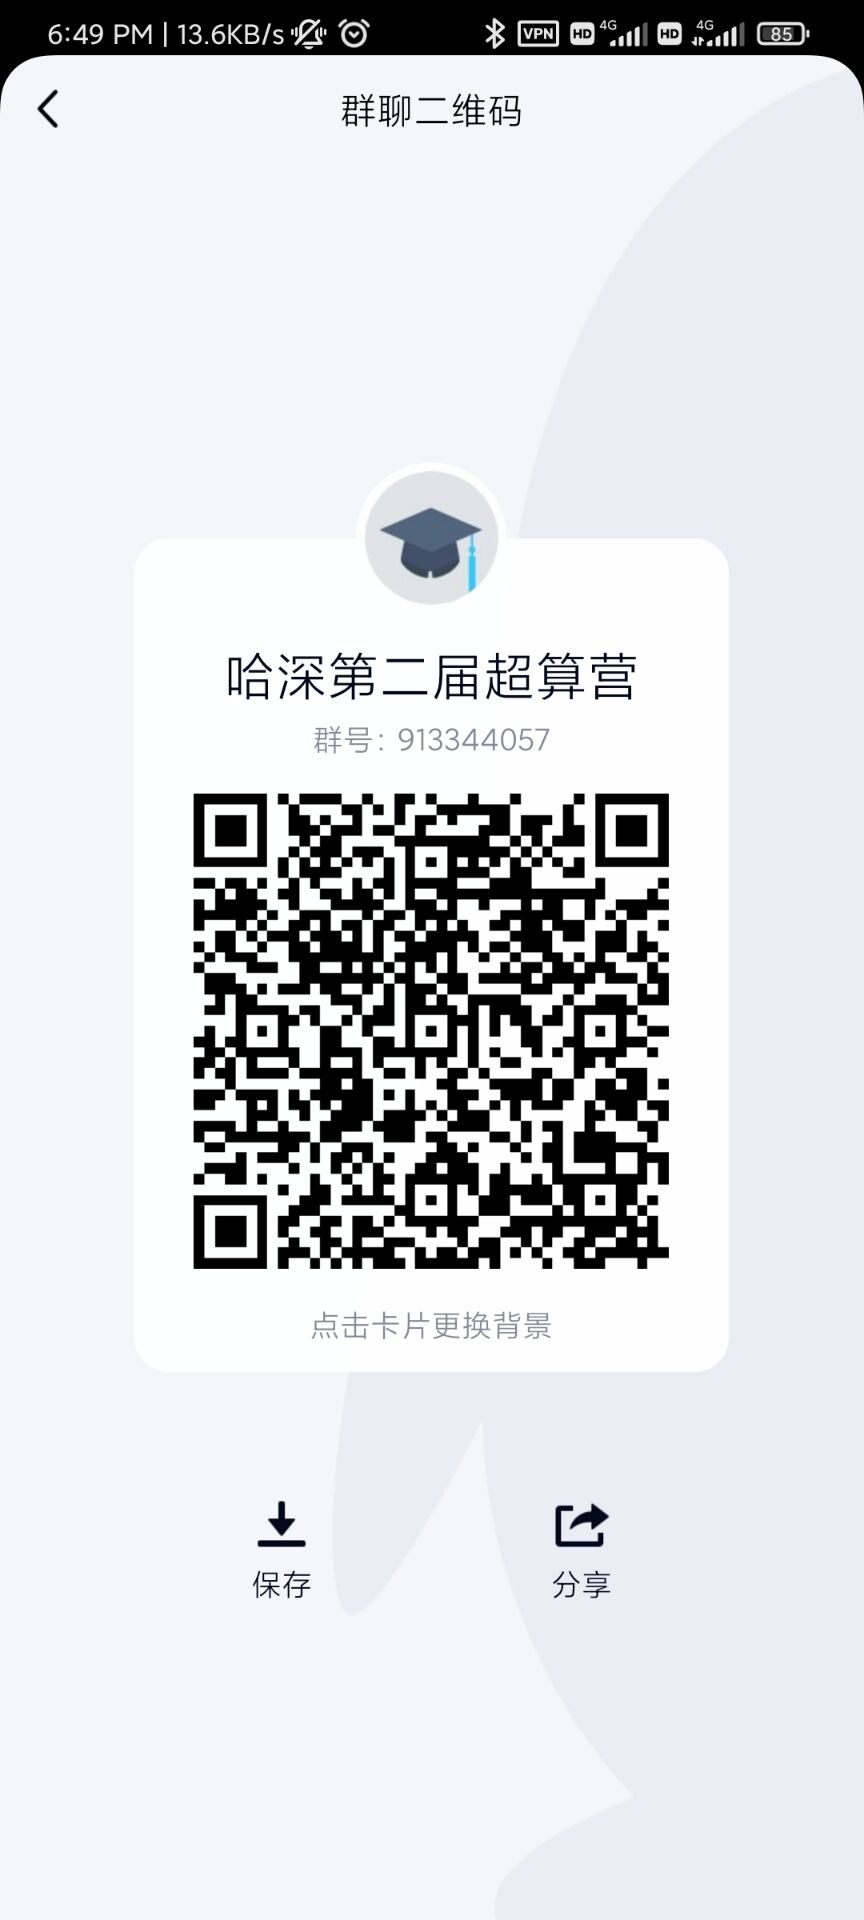 6:49 PM | 13.6KB/s VPN HD 4G HD 4G 85
群聊二维码
哈深第二届超算营
群号: 913344057
点击卡片更换背景
保存 分享